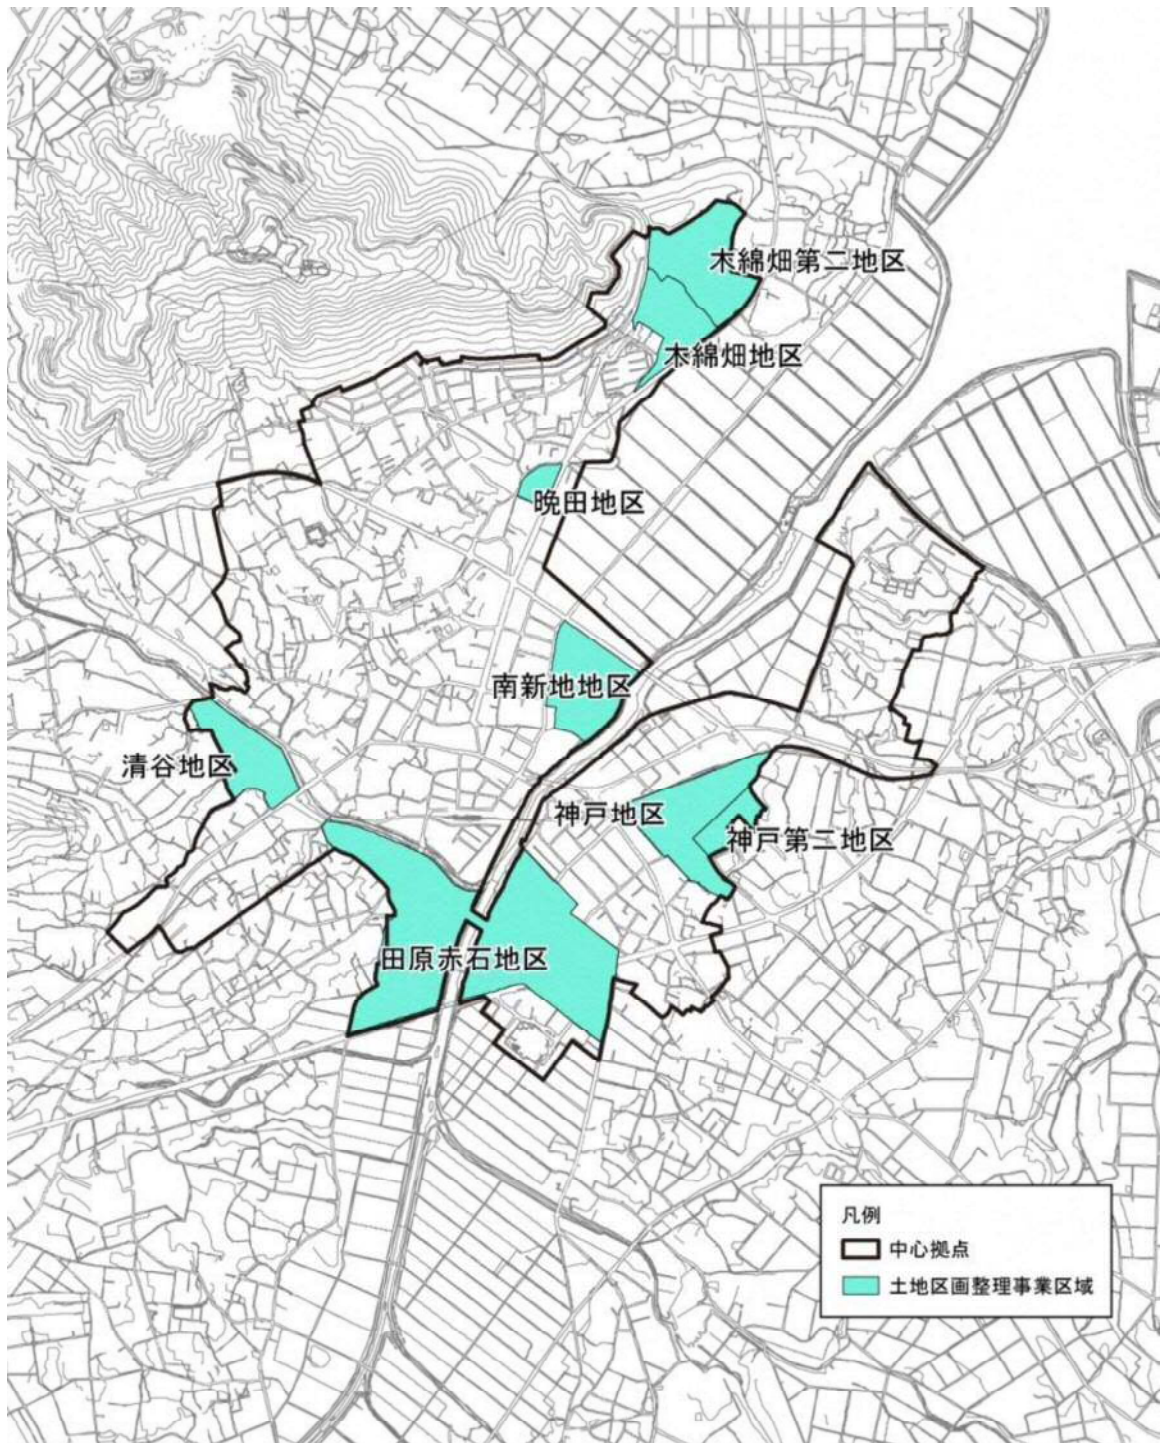 木綿畑第二地区
木綿畑地区
晩田地区
南新地地区
清谷地区
神戸地区
神戸第二地区
田原赤石地区
凡例
中心拠点
土地区画整理事業区域